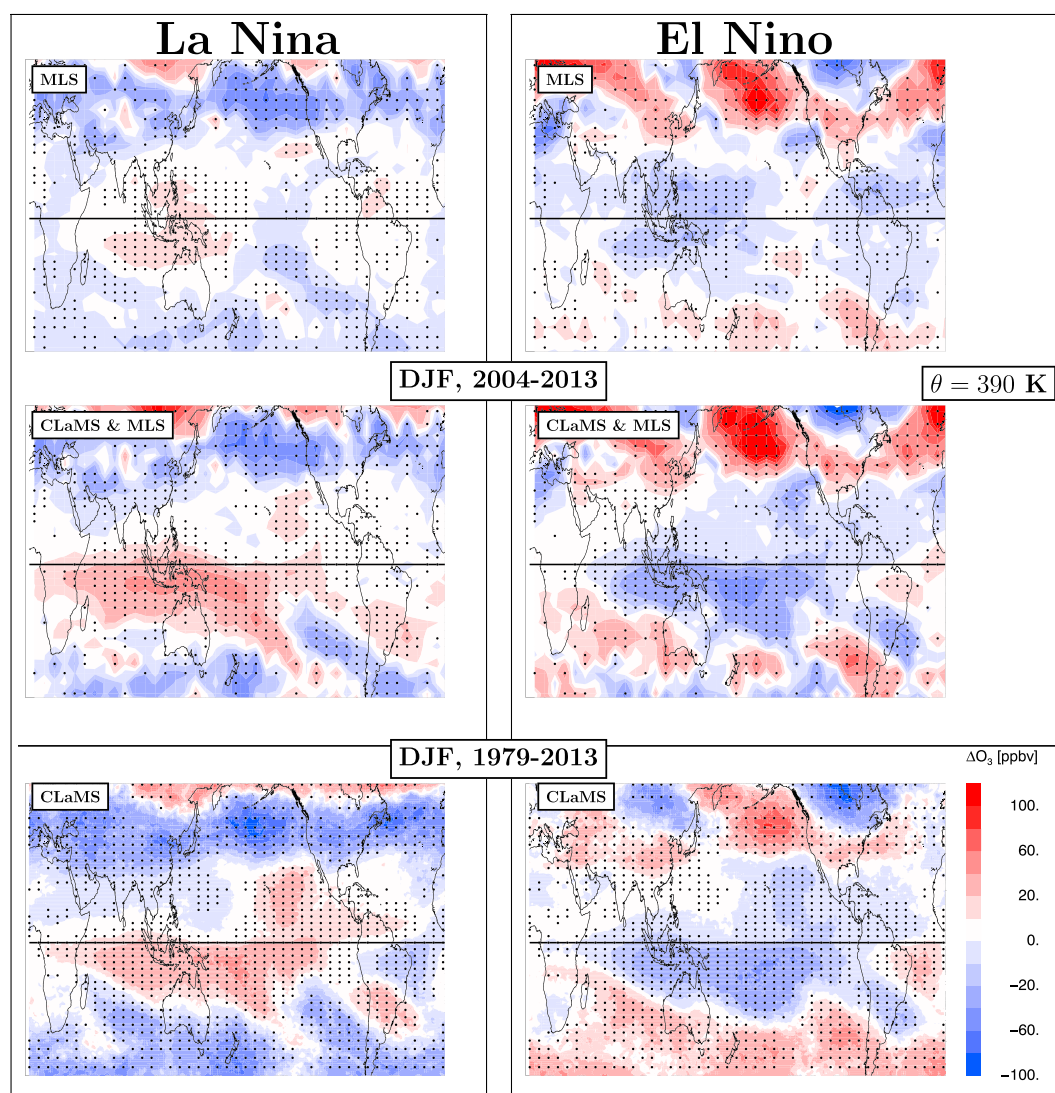 La Nina
El Nino
MLS
MLS
DJF, 2004-2013
θ = 390 K
CLaMS & MLS
CLaMS & MLS
DJF, 1979-2013
ΔO₃ [ppbv]
CLaMS
CLaMS
100.
60.
20.
0.
−20.
−60.
−100.